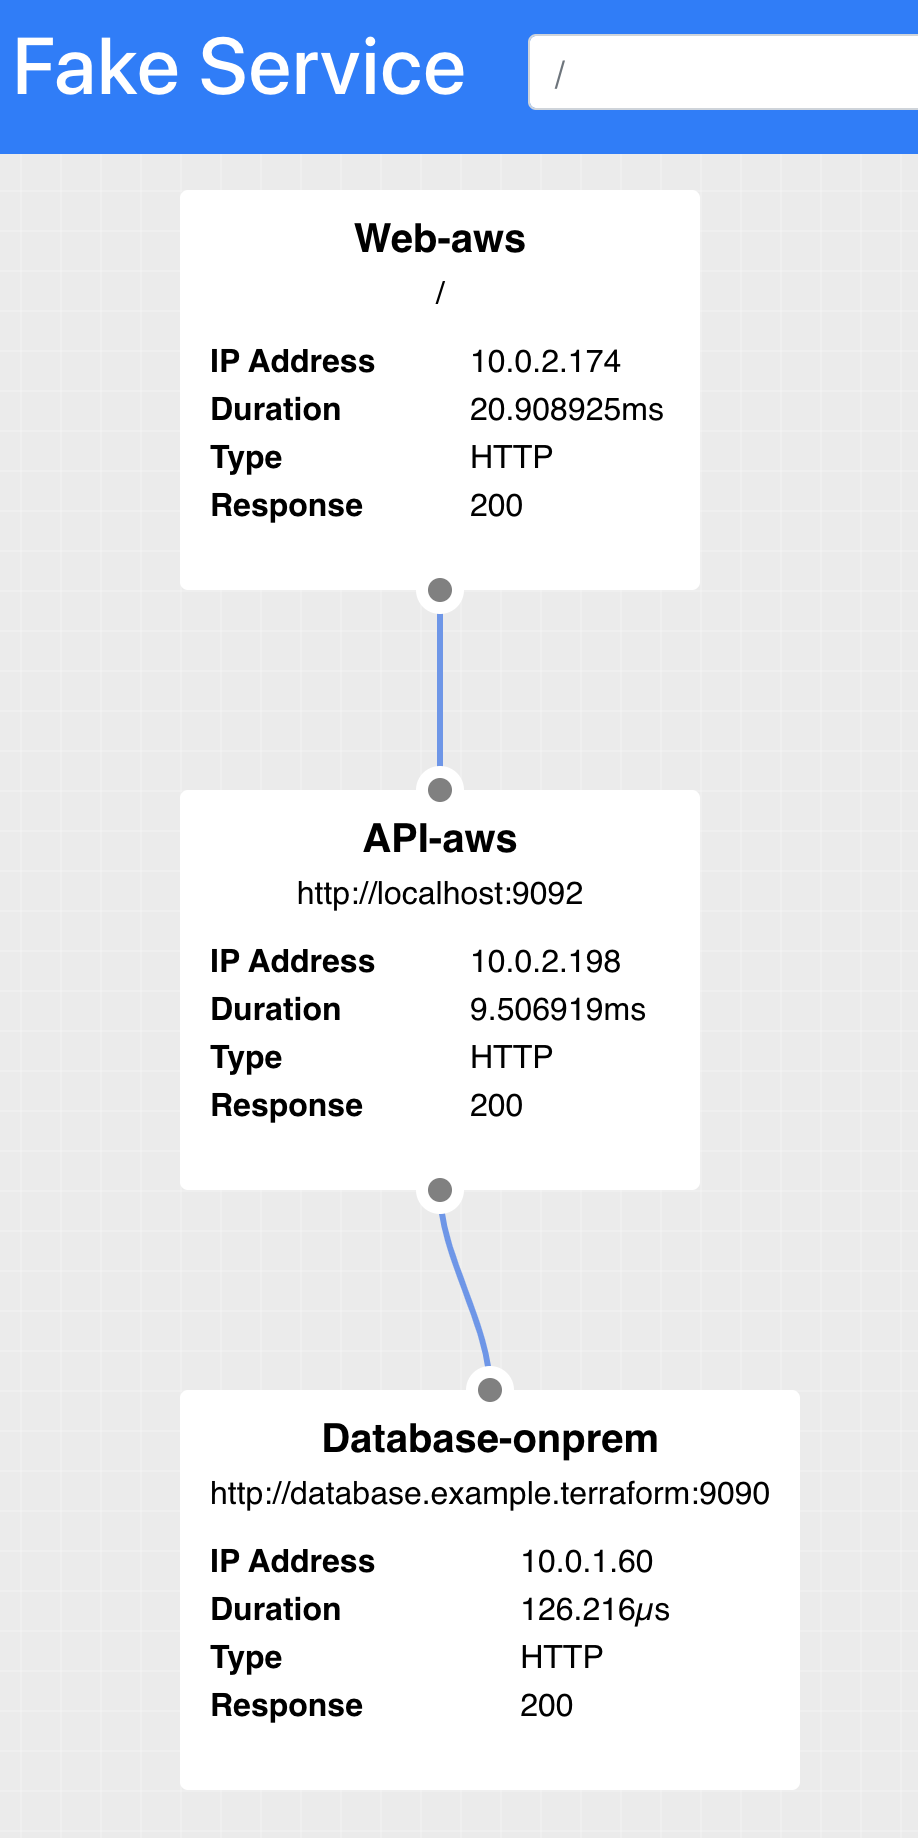 Fake Service
/
Web-aws
/
IP Address 10.0.2.174
Duration 20.908925ms
Type HTTP
Response 200
API-aws
http://localhost:9092
IP Address 10.0.2.198
Duration 9.506919ms
Type HTTP
Response 200
Database-onprem
http://database.example.terraform:9090
IP Address 10.0.1.60
Duration 126.216µs
Type HTTP
Response 200